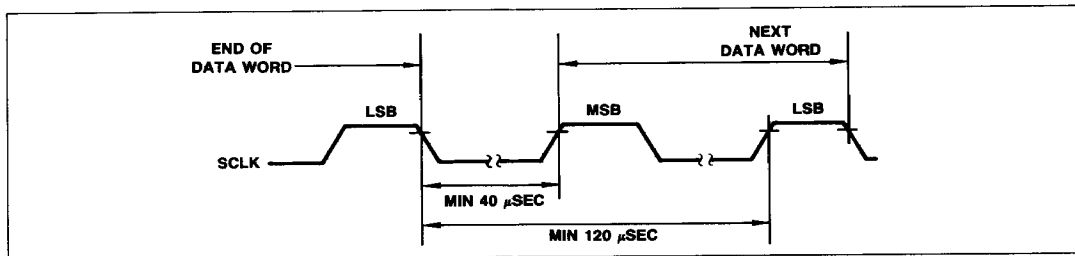 END OF
DATA WORD
NEXT
DATA WORD
LSB
MSB
LSB
SCLK
MIN 40 μSEC
MIN 120 μSEC